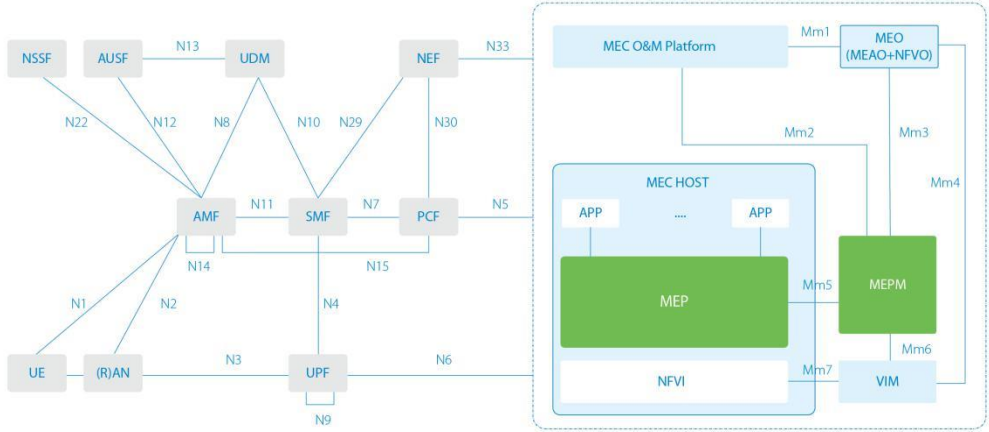 NSSF
AUSF
N13
UDM
NEF
N33
MEC O&M Platform
Mm1
MEO
(MEAO+NFVO)
N22
N12
N8
N10
N29
N30
Mm2
Mm3
Mm4
MEC HOST
AMF
N11
SMF
N7
PCF
N5
APP
....
APP
N14
N15
MEP
Mm5
MEPM
N1
N2
N4
Mm6
UE
(R)AN
N3
UPF
N6
NFVI
Mm7
VIM
N9